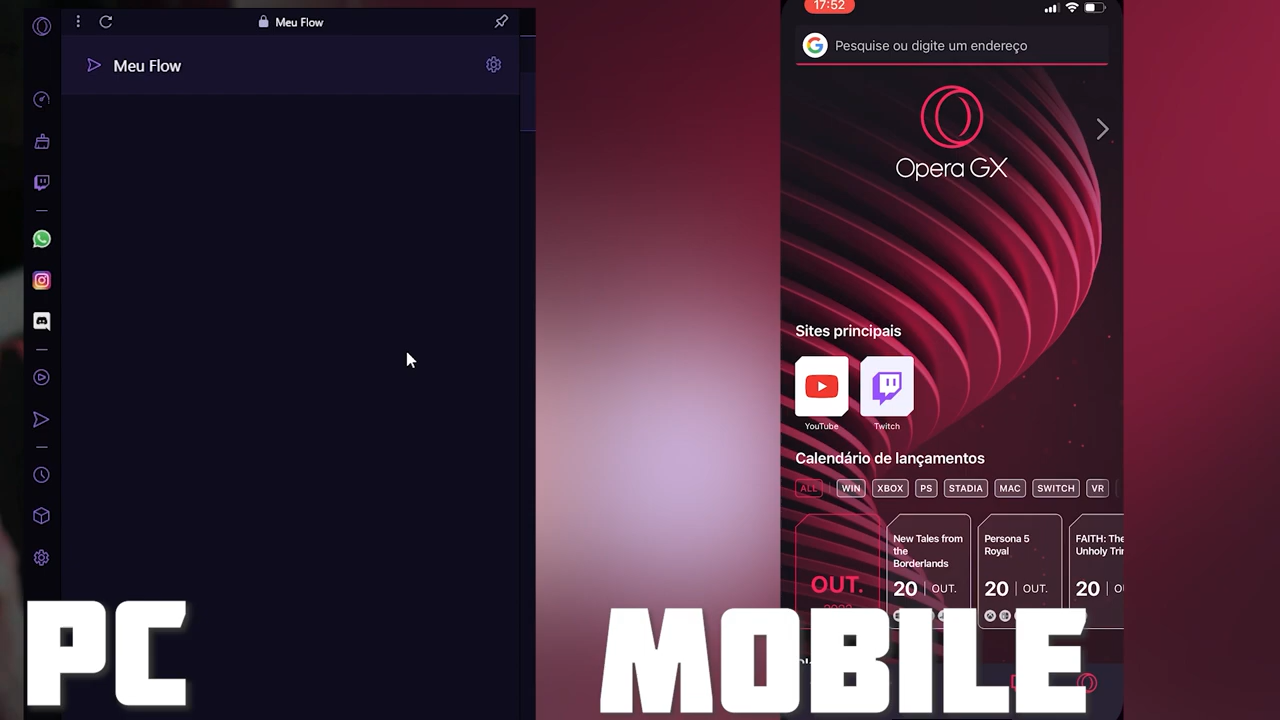 Meu Flow
Meu Flow
PC
17:52
Pesquise ou digite um endereço
Opera GX
Sites principais
YouTube
Twitch
Calendário de lançamentos
ALL WIN XBOX PS STADIA MAC SWITCH VR
OUT.
New Tales from
the
Borderlands
20 OUT.
Persona 5
Royal
20 OUT.
FAITH: The
Unholy Trin
20
MOBILE